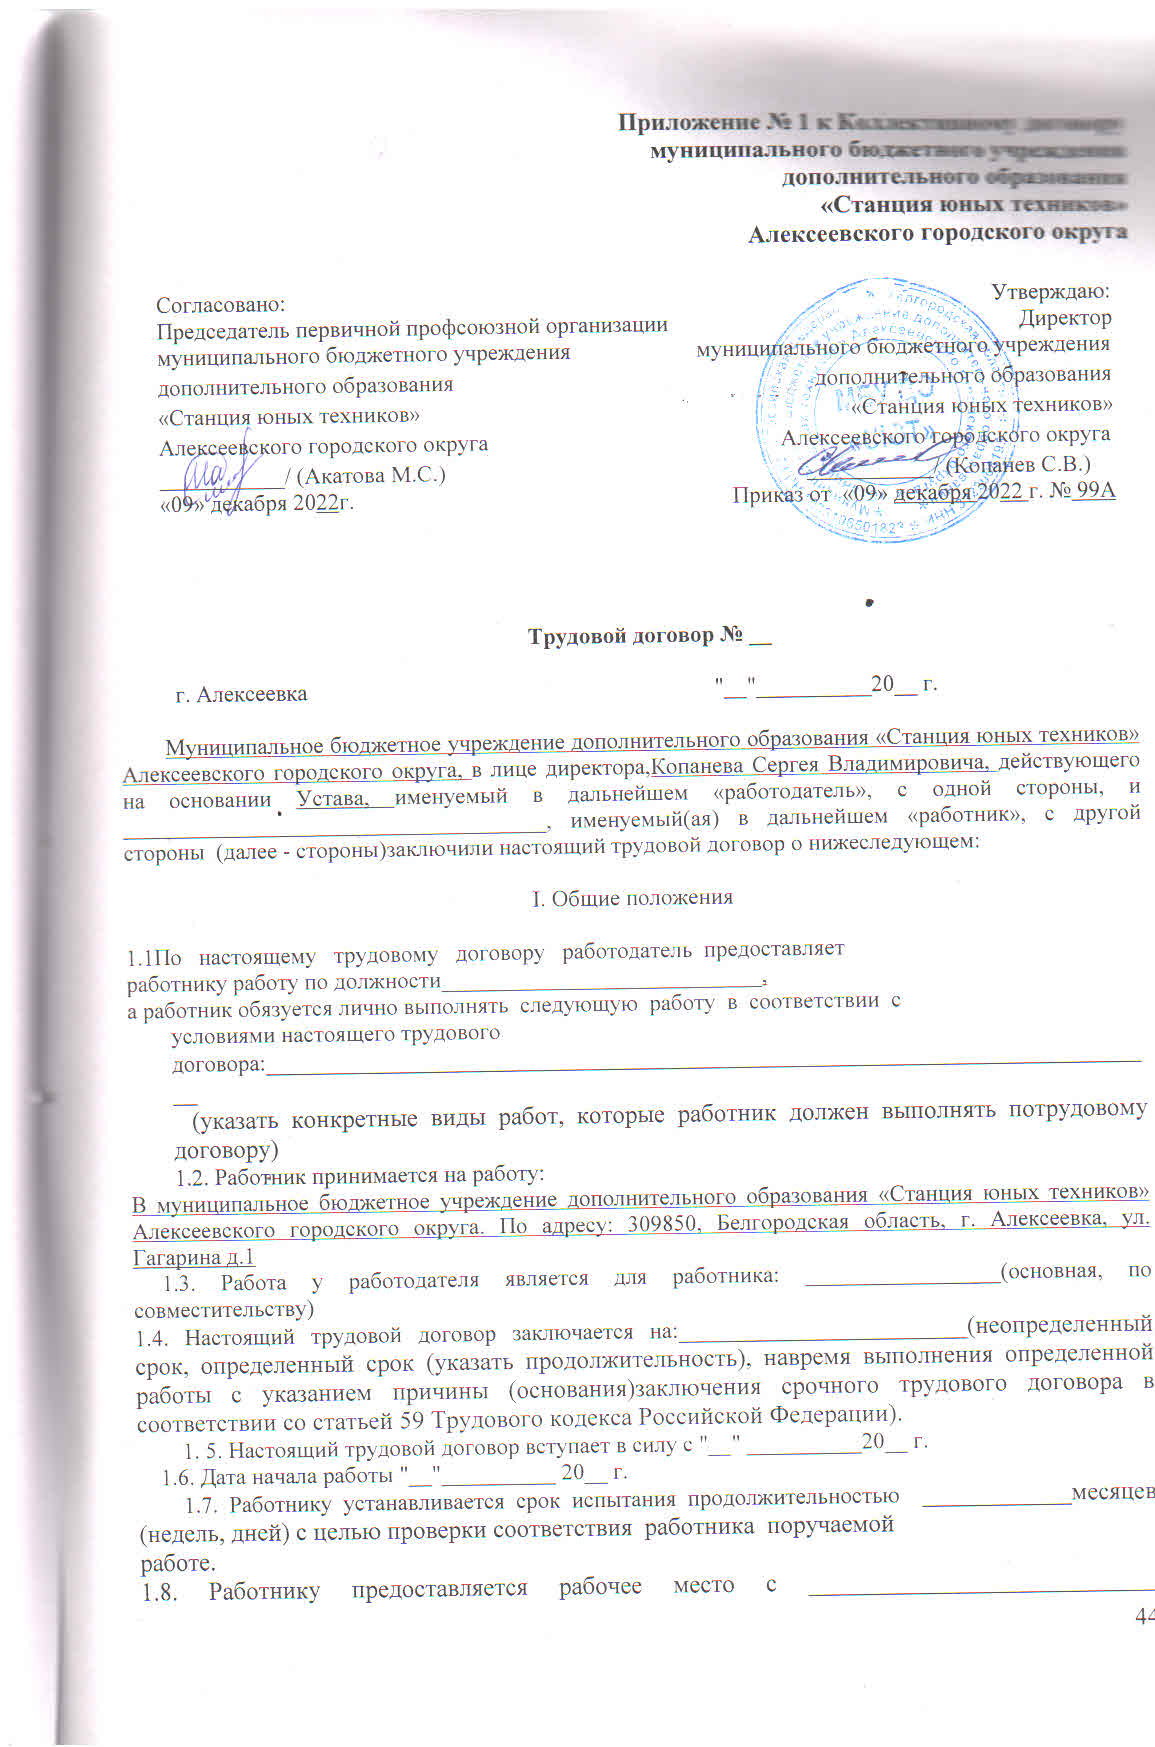 Приложение № 1 к Коллективному договору
муниципального бюджетного учреждения
дополнительного образования
«Станция юных техников»
Алексеевского городского округа
Согласовано:
Председатель первичной профсоюзной организации
муниципального бюджетного учреждения
дополнительного образования
«Станция юных техников»
Алексеевского городского округа
___________/ (Акатова М.С.)
«09» декабря 2022г.
Утверждаю:
Директор
муниципального бюджетного учреждения
дополнительного образования
«Станция юных техников»
Алексеевского городского округа
___________/ (Копанев С.В.)
Приказ от «09» декабря 2022 г. № 99А
Трудовой договор № __
г. Алексеевка "__"__________20__ г.
Муниципальное бюджетное учреждение дополнительного образования «Станция юных техников»
Алексеевского городского округа, в лице директора,Копанева Сергея Владимировича, действующего
на основании Устава, именуемый в дальнейшем «работодатель», с одной стороны, и
____________________________________, именуемый(ая) в дальнейшем «работник», с другой
стороны (далее - стороны)заключили настоящий трудовой договор о нижеследующем:
I. Общие положения
1.1По настоящему трудовому договору работодатель предоставляет
работнику работу по должности____________________________,
а работник обязуется лично выполнять следующую работу в соответствии с
условиями настоящего трудового
договора:____________________________________________________________________________
__
(указать конкретные виды работ, которые работник должен выполнять потрудовому
договору)
1.2. Работник принимается на работу:
В муниципальное бюджетное учреждение дополнительного образования «Станция юных техников»
Алексеевского городского округа. По адресу: 309850, Белгородская область, г. Алексеевка, ул.
Гагарина д.1
1.3. Работа у работодателя является для работника: _________________(основная, по
совместительству)
1.4. Настоящий трудовой договор заключается на:_________________________(неопределенный
срок, определенный срок (указать продолжительность), навремя выполнения определенной
работы с указанием причины (основания)заключения срочного трудового договора в
соответствии со статьей 59 Трудового кодекса Российской Федерации).
1. 5. Настоящий трудовой договор вступает в силу с "__" __________20__ г.
1.6. Дата начала работы "__"__________ 20__ г.
1.7. Работнику устанавливается срок испытания продолжительностью _____________месяцев
(недель, дней) с целью проверки соответствия работника поручаемой
работе.
1.8. Работнику предоставляется рабочее место с ______________________________
44